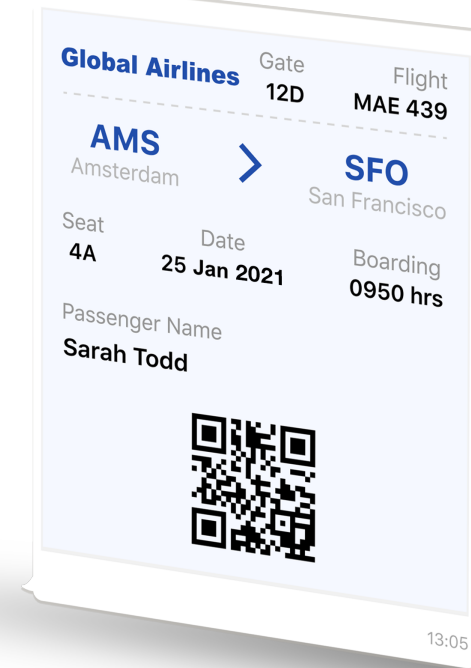 Global Airlines
Gate
12D
Flight
MAE 439
AMS
Amsterdam
SFO
San Francisco
Seat
4A
Date
25 Jan 2021
Boarding
0950 hrs
Passenger Name
Sarah Todd
13:05